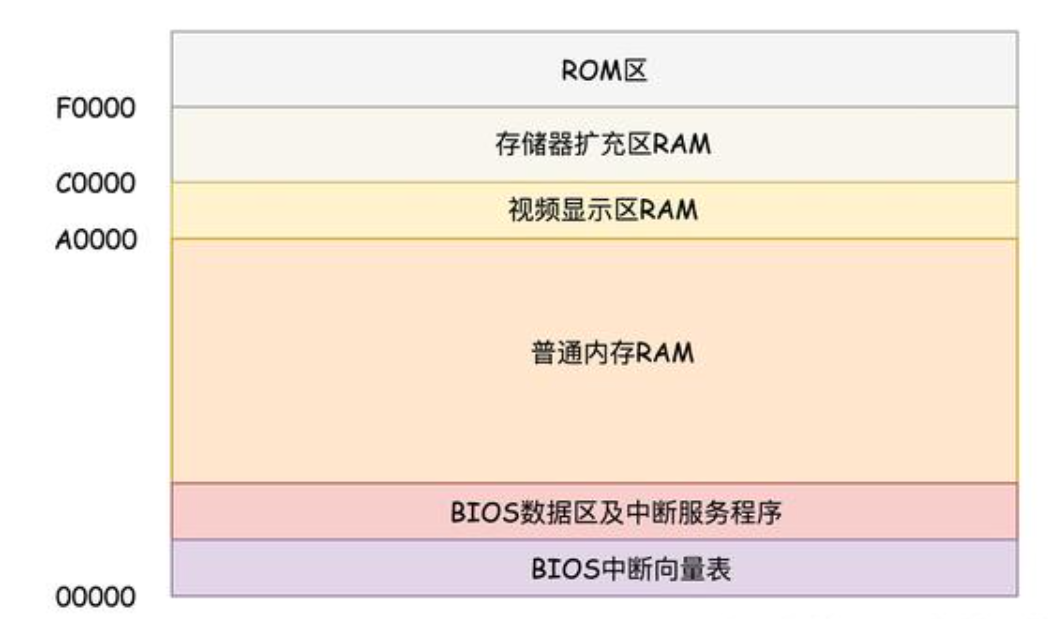 ROM区
F0000
存储器扩充区RAM
C0000
视频显示区RAM
A0000
普通内存RAM
BIOS数据区及中断服务程序
BIOS中断向量表
00000